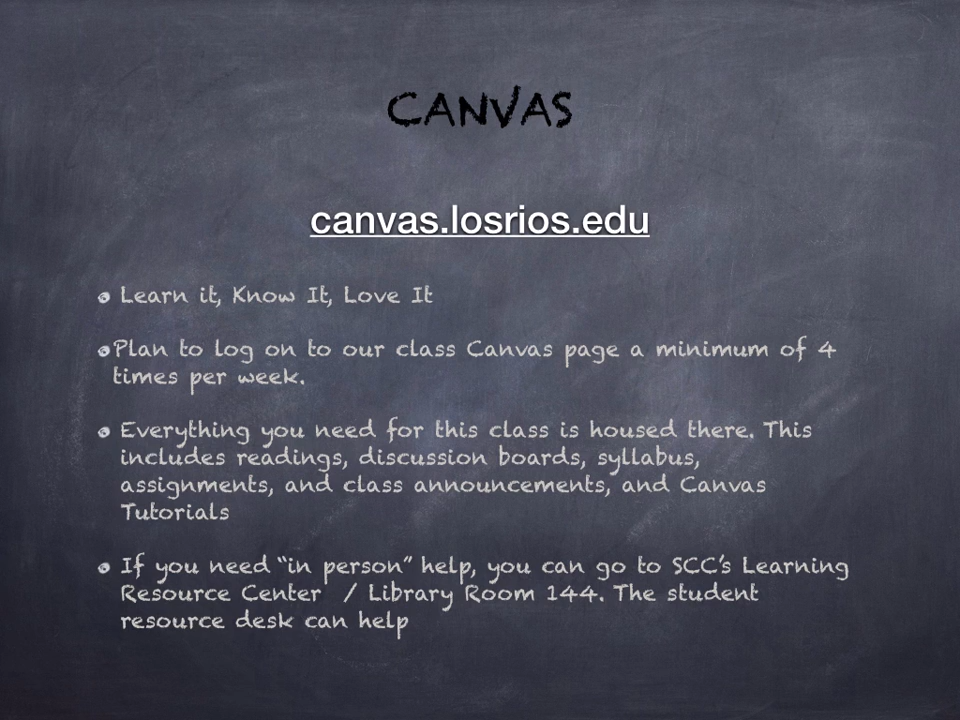 CANVAS
canvas.losrios.edu
Learn it, Know It, Love It
Plan to log on to our class Canvas page a minimum of 4
times per week.
Everything you need for this class is housed there. This
includes readings, discussion boards, syllabus,
assignments, and class announcements, and Canvas
Tutorials
If you need “in person” help, you can go to SCC’s Learning
Resource Center / Library Room 144. The student
resource desk can help